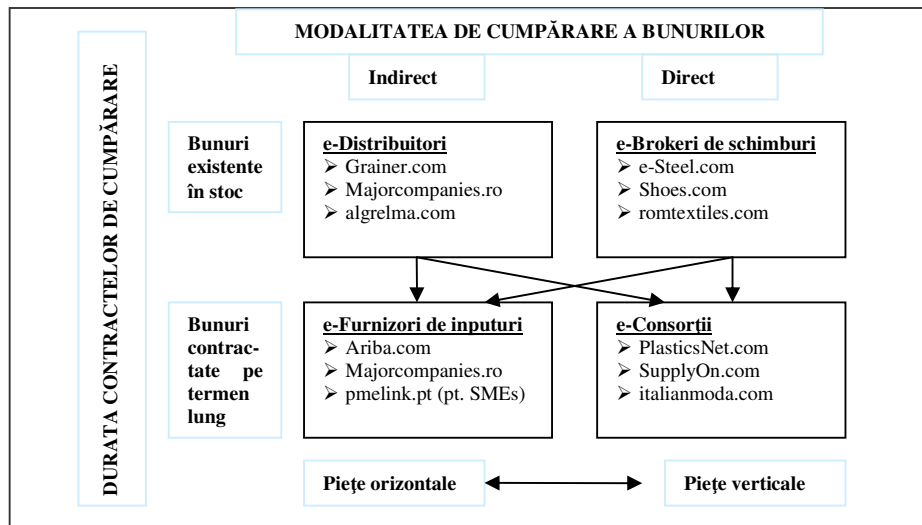 MODALITATEA DE CUMPĂRARE A BUNURILOR
Indirect
Direct
DURATA CONTRACTELOR DE CUMPĂRARE
Bunuri
existente
în stoc
e-Distribuitori
➢ Grainer.com
➢ Majorcompanies.ro
➢ algrelma.com
e-Brokeri de schimburi
➢ e-Steel.com
➢ Shoes.com
➢ romtextiles.com
Bunuri
contrac-
tate pe
termen
lung
e-Furnizori de inputuri
➢ Ariba.com
➢ Majorcompanies.ro
➢ pmelink.pt (pt. SMEs)
e-Consorţii
➢ PlasticsNet.com
➢ SupplyOn.com
➢ italianmoda.com
Pieţe orizontale
Pieţe verticale